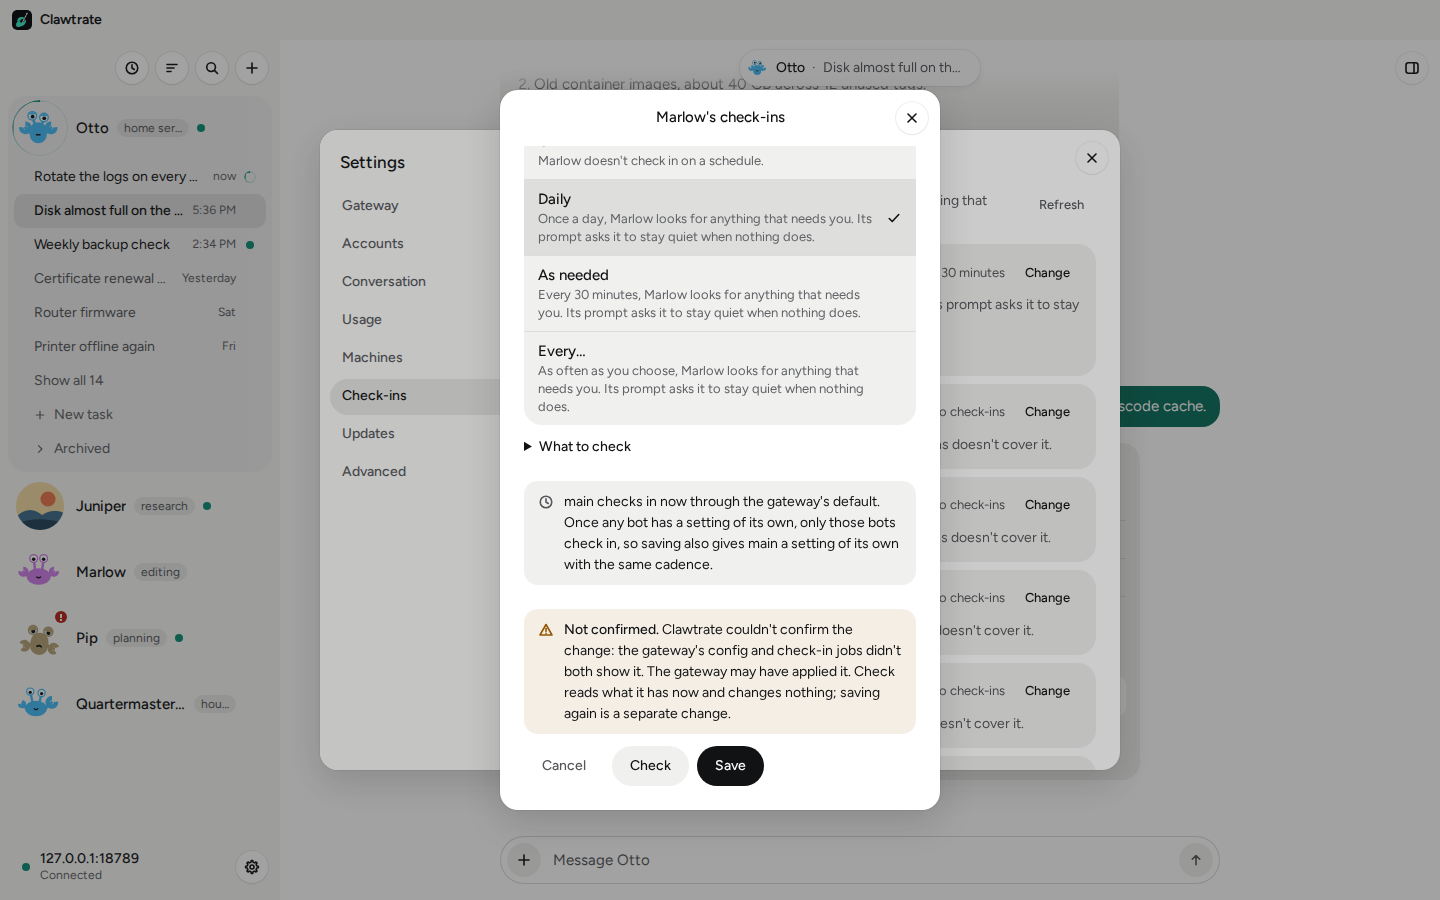 Clawtrate
Otto
home ser...
Rotate the logs on every ...
now
Disk almost full on the ...
5:36 PM
Weekly backup check
2:34 PM
Certificate renewal ...
Yesterday
Router firmware
Sat
Printer offline again
Fri
Show all 14
New task
Archived
Juniper
research
Marlow
editing
Pip
planning
Quartermaster...
hou...
127.0.0.1:18789
Connected
Otto · Disk almost full on th...
2. Old container images, about 40 GB across 12 unused tags.
Settings
Gateway
Accounts
Conversation
Usage
Machines
Check-ins
Updates
Advanced
ing that
Refresh
30 minutes
Change
s prompt asks it to stay
o check-ins
Change
as doesn't cover it.
o check-ins
Change
s doesn't cover it.
o check-ins
Change
doesn't cover it.
o check-ins
Change
esn't cover it.
scode cache.
Marlow's check-ins
Marlow doesn't check in on a schedule.
Daily
Once a day, Marlow looks for anything that needs you. Its
prompt asks it to stay quiet when nothing does.
As needed
Every 30 minutes, Marlow looks for anything that needs
you. Its prompt asks it to stay quiet when nothing does.
Every...
As often as you choose, Marlow looks for anything that
needs you. Its prompt asks it to stay quiet when nothing
does.
What to check
main checks in now through the gateway's default.
Once any bot has a setting of its own, only those bots
check in, so saving also gives main a setting of its own
with the same cadence.
Not confirmed. Clawtrate couldn't confirm the
change: the gateway's config and check-in jobs didn't
both show it. The gateway may have applied it. Check
reads what it has now and changes nothing; saving
again is a separate change.
Cancel
Check
Save
Message Otto